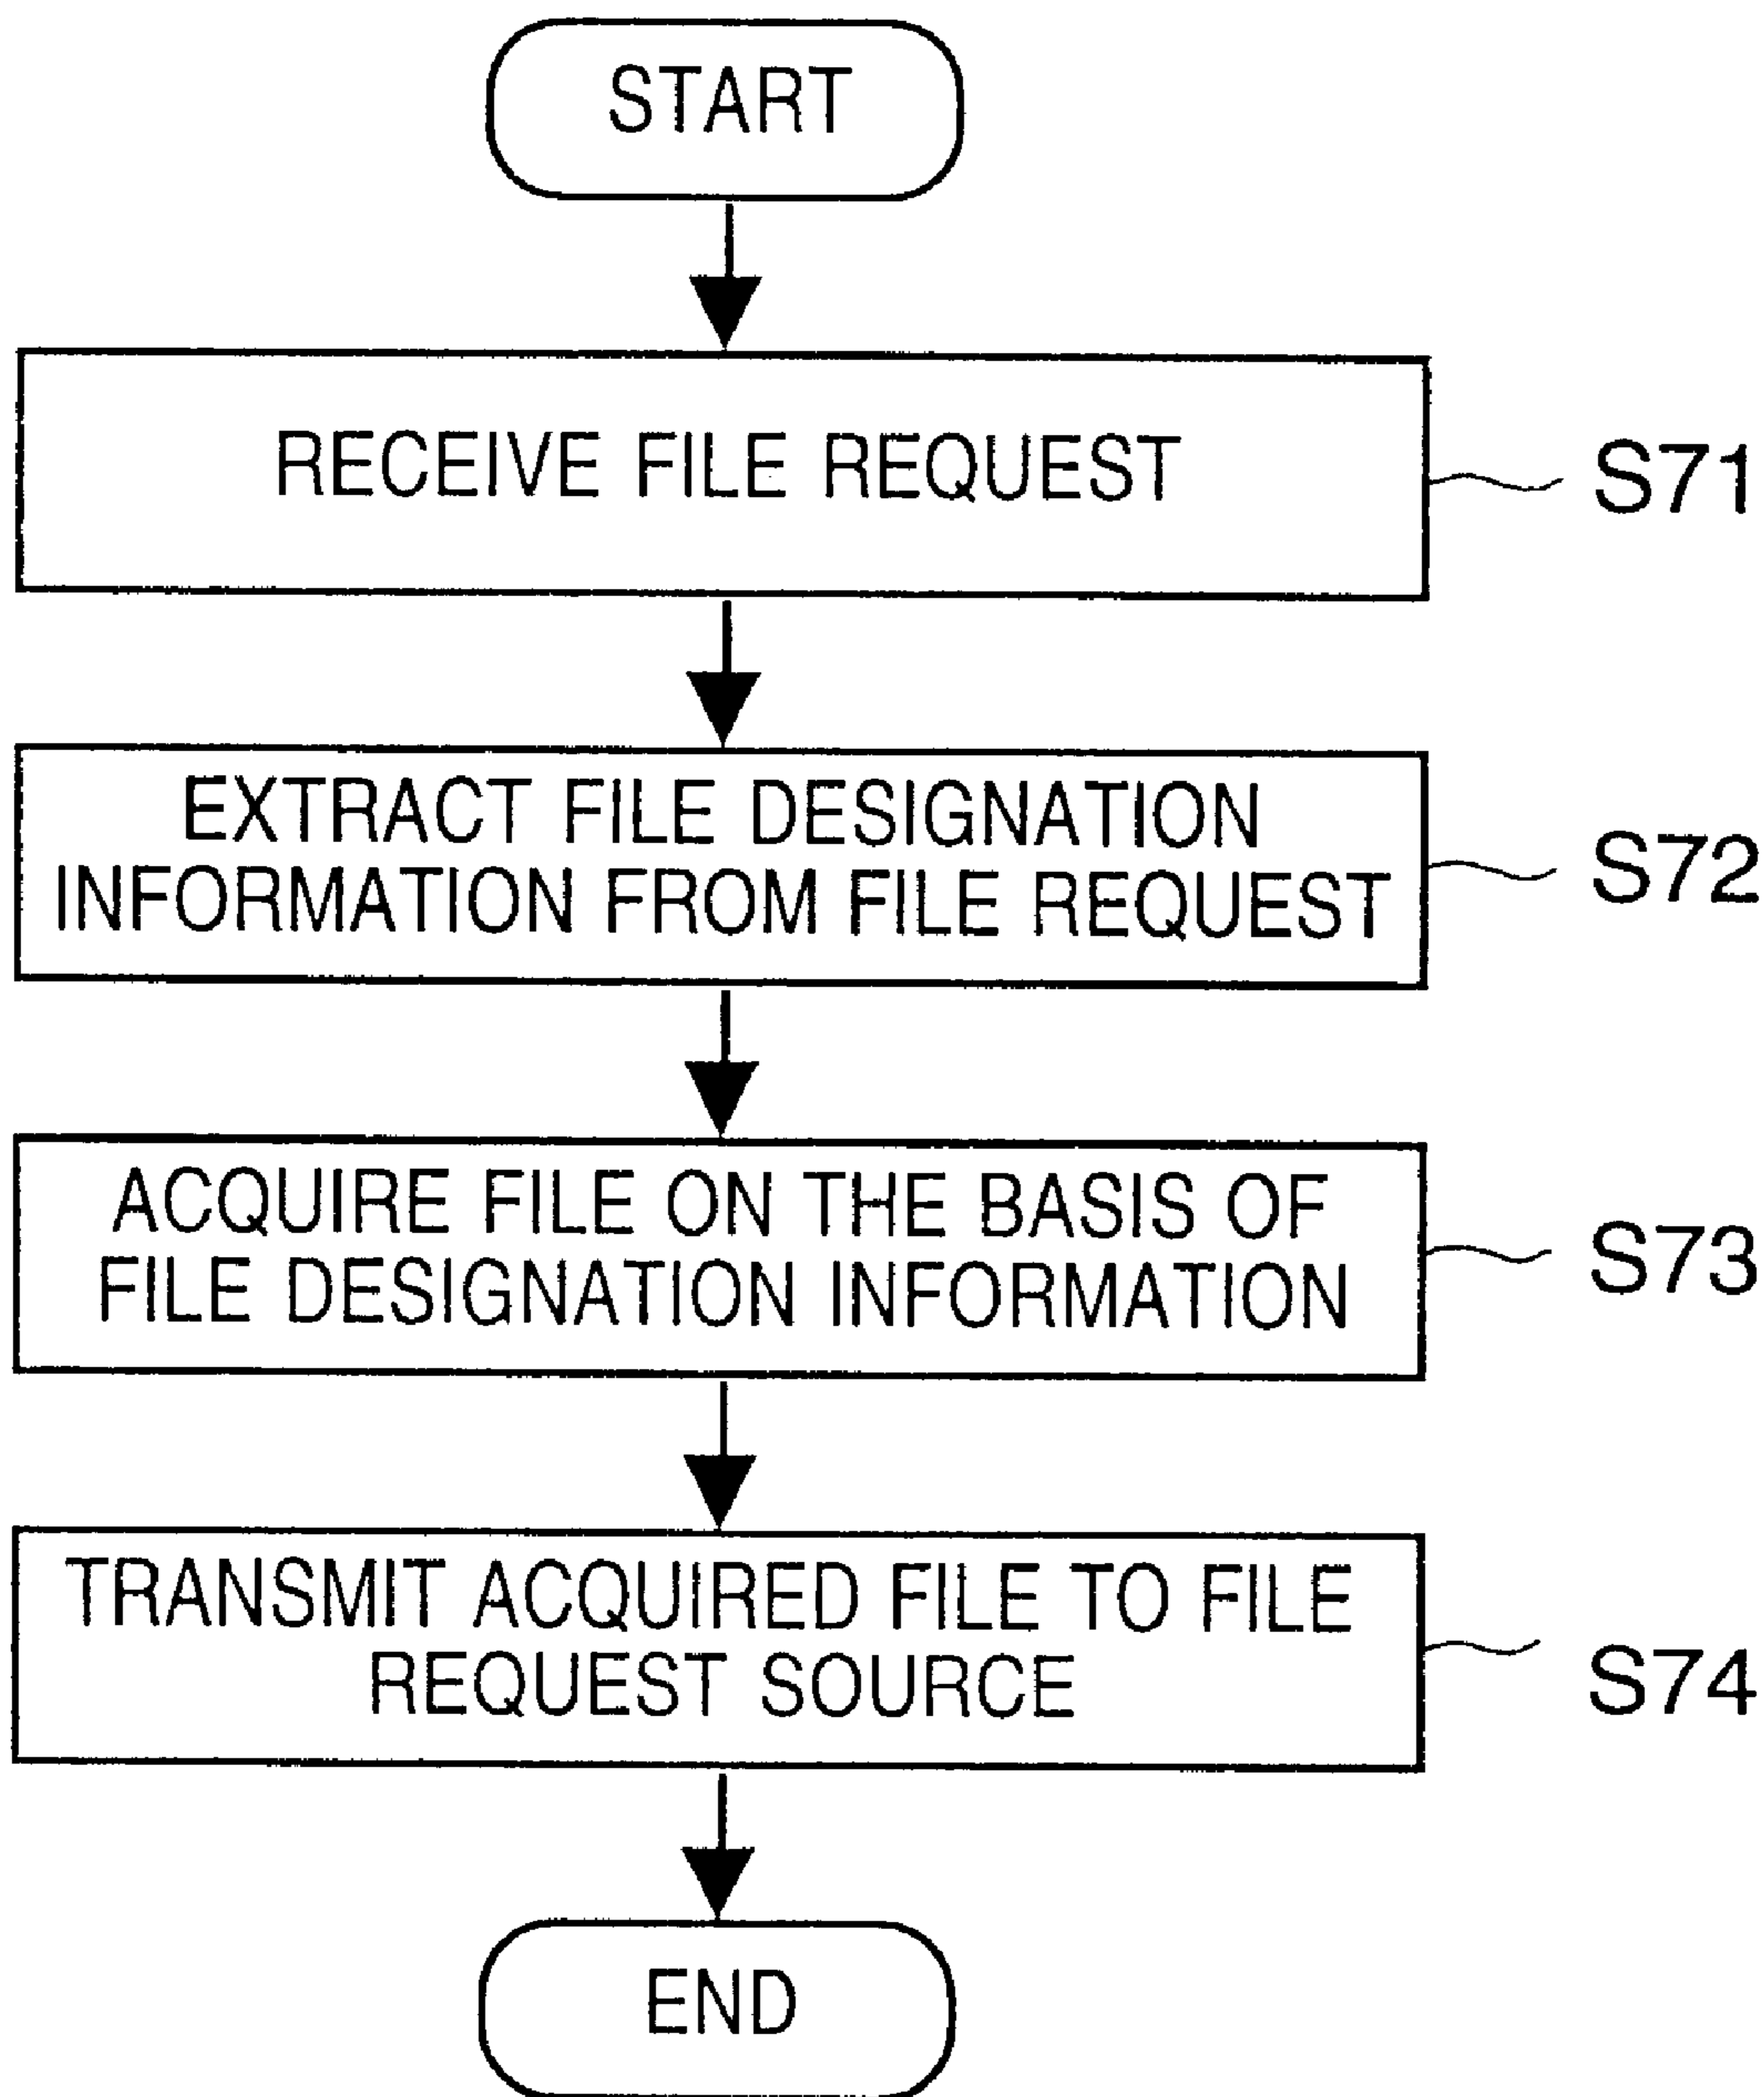 START
RECEIVE FILE REQUEST
S71
EXTRACT FILE DESIGNATION
INFORMATION FROM FILE REQUEST
S72
ACQUIRE FILE ON THE BASIS OF
FILE DESIGNATION INFORMATION
S73
TRANSMIT ACQUIRED FILE TO FILE
REQUEST SOURCE
S74
END